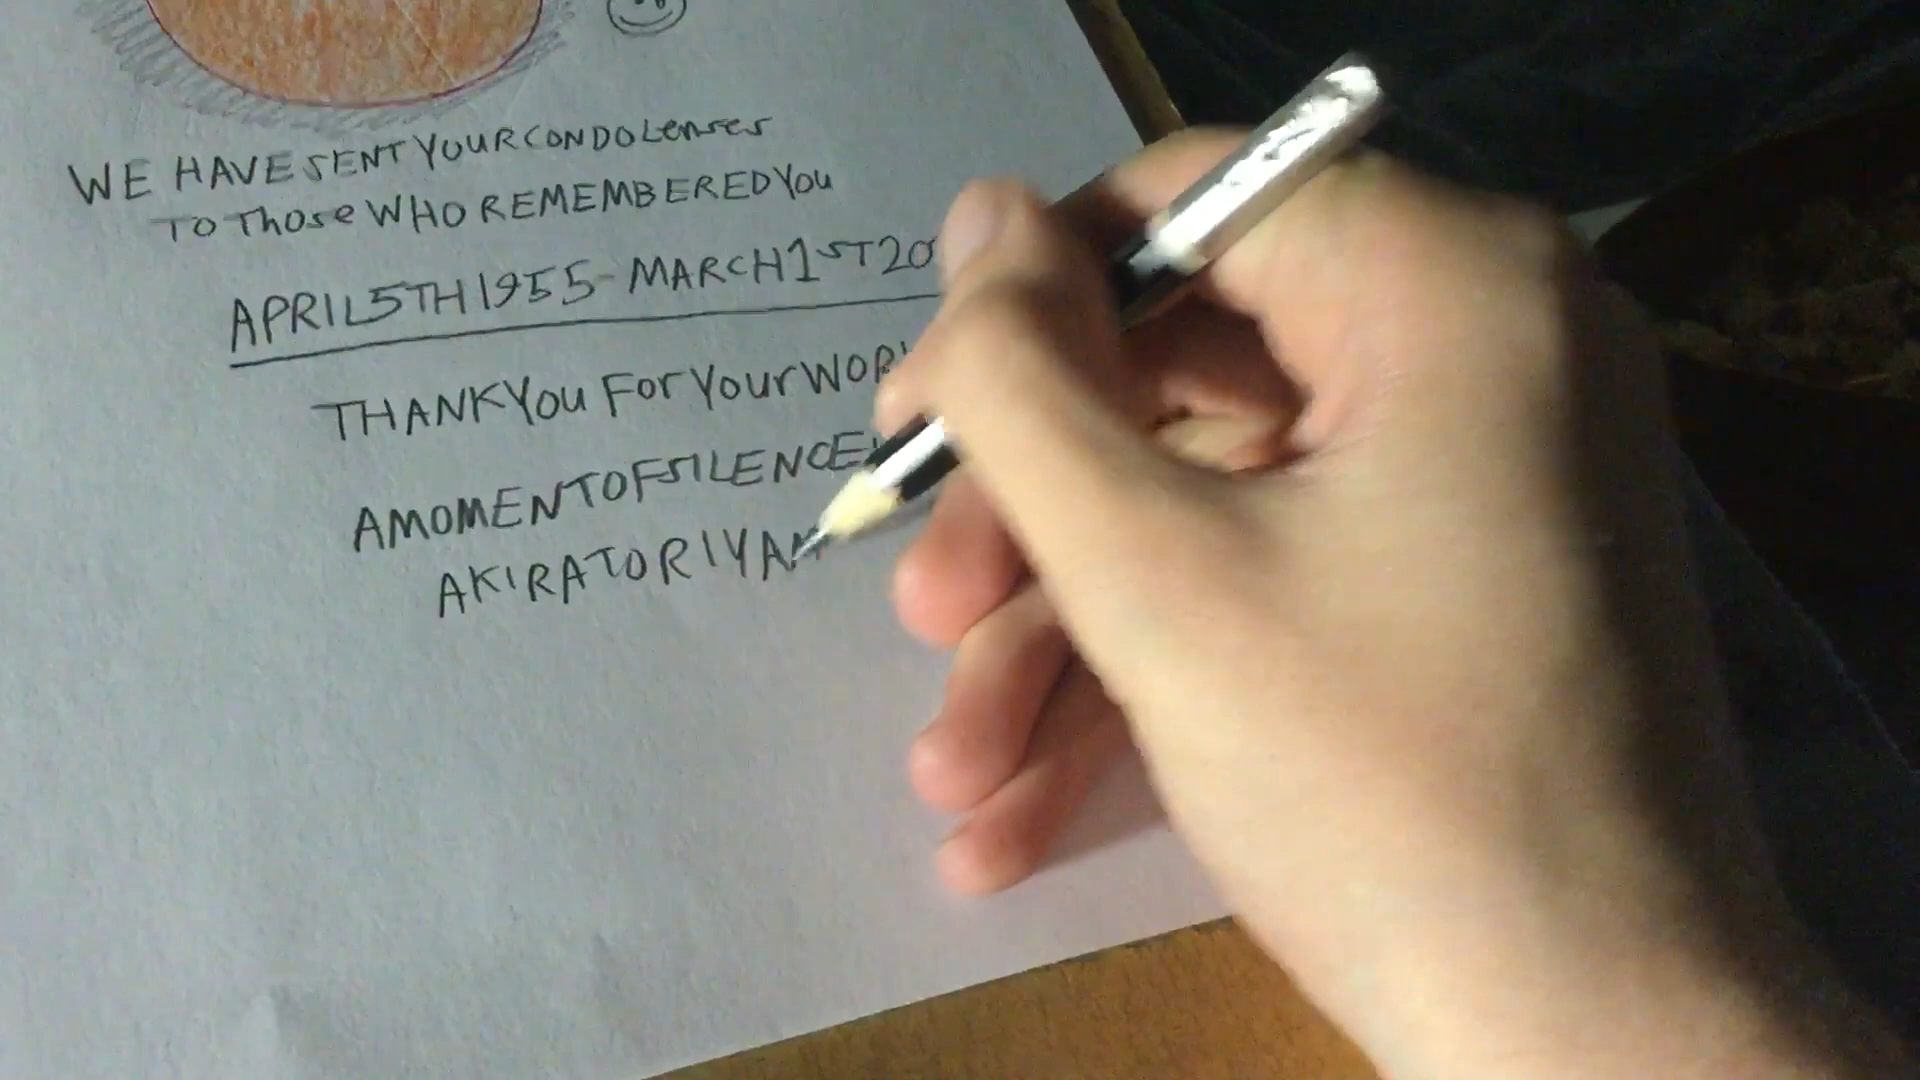 WE HAVE SENT YOUR CONDOLenses
TO Those WHO REMEMBERED YOU
APRIL 5TH 1955 - MARCH 1ST 20
THANK YOU For Your WOR
A MOMENT OF SILENCE
AKIRA TORIYAM